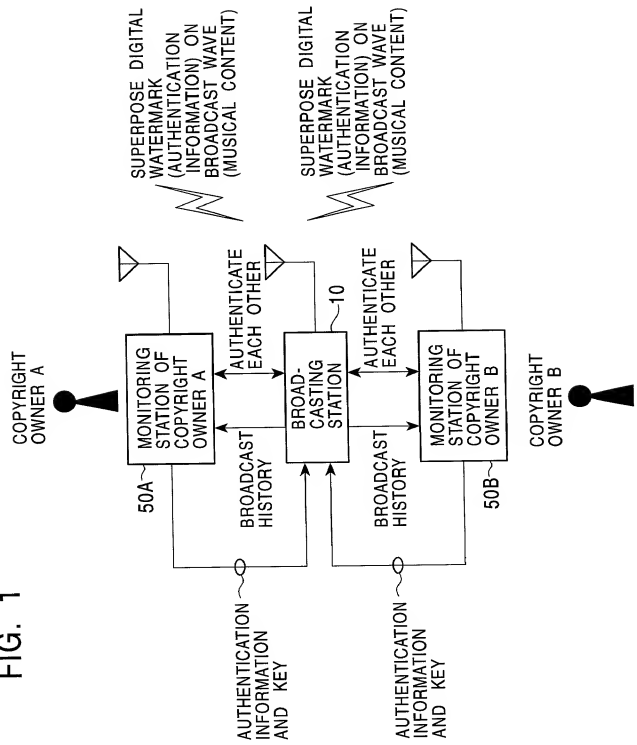 FIG. 1
COPYRIGHT
OWNER A
50A
MONITORING
STATION OF
COPYRIGHT
OWNER A
SUPERPOSE DIGITAL
WATERMARK
(AUTHENTICATION
INFORMATION) ON
BROADCAST WAVE
(MUSICAL CONTENT)
BROADCAST
HISTORY
AUTHENTICATE
EACH OTHER
AUTHENTICATION
INFORMATION
AND KEY
BROAD-
CASTING
STATION
10
SUPERPOSE DIGITAL
WATERMARK
(AUTHENTICATION
INFORMATION) ON
BROADCAST WAVE
(MUSICAL CONTENT)
BROADCAST
HISTORY
AUTHENTICATE
EACH OTHER
AUTHENTICATION
INFORMATION
AND KEY
50B
MONITORING
STATION OF
COPYRIGHT
OWNER B
COPYRIGHT
OWNER B